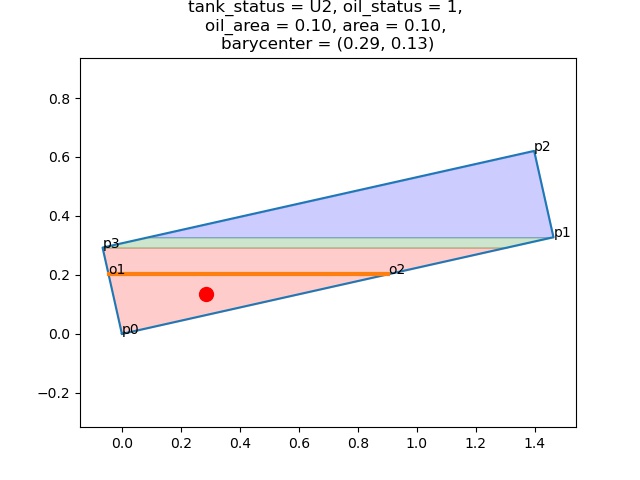 tank_status = U2, oil_status = 1,
oil_area = 0.10, area = 0.10,
barycenter = (0.29, 0.13)
0.8
0.6
0.4
0.2
0.0
−0.2
p2
p1
p3
o1
o2
p0
0.0 0.2 0.4 0.6 0.8 1.0 1.2 1.4